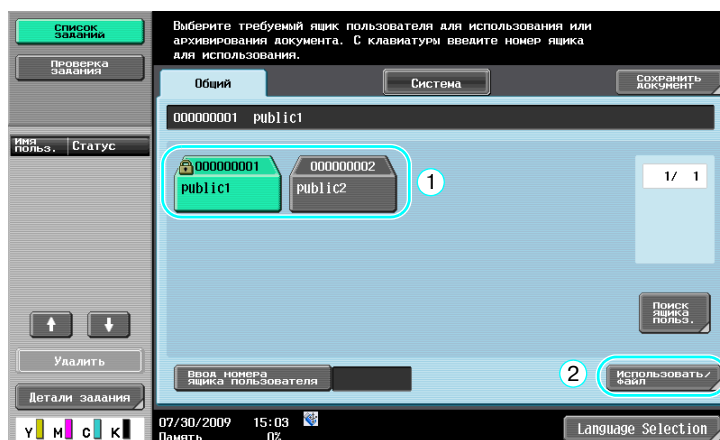 Список
заданий
Проверка
задания
Имя
польз.
Статус
Удалить
Детали задания
Y M C K
Выберите требуемый ящик пользователя для использования или
архивирования документа. С клавиатуры введите номер ящика
для использования.
Общий
Система
Сохранить
документ
000000001 public1
000000001
public1
000000002
public2
1
1/ 1
Поиск
ящика
польз.
Ввод номера
ящика пользователя
2
Использовать/
файл
07/30/2009 15:03
Память 0%
Language Selection